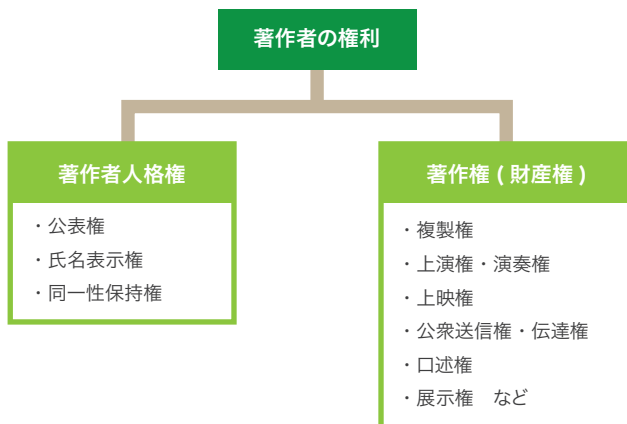 著作者の権利
著作者人格権
・公表権
・氏名表示権
・同一性保持権
著作権 ( 財産権 )
・複製権
・上演権・演奏権
・上映権
・公衆送信権・伝達権
・口述権
・展示権　など